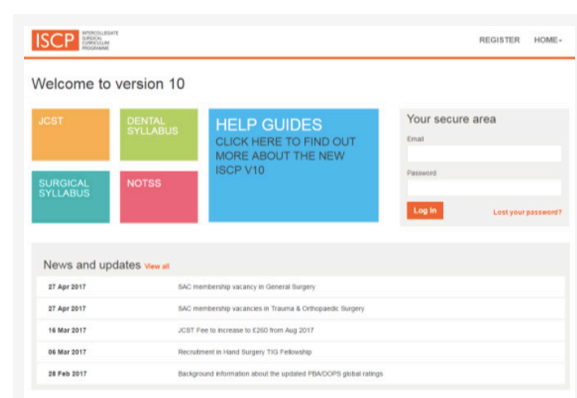 ISCP
INTERCOLLEGIATE
SURGICAL
CURRICULUM
PROGRAMME
REGISTER HOME
Welcome to version 10
JCST
DENTAL
SYLLABUS
SURGICAL
SYLLABUS
NOTSS
HELP GUIDES
CLICK HERE TO FIND OUT
MORE ABOUT THE NEW
ISCP V10
Your secure area
Email
Password
Log In
Lost your password?
News and updates View all
27 Apr 2017 SAC membership vacancy in General Surgery
27 Apr 2017 SAC membership vacancies in Trauma & Orthopaedic Surgery
16 Mar 2017 JCST Fee to increase to £260 from Aug 2017
06 Mar 2017 Recruitment in Hand Surgery TIG Fellowship
28 Feb 2017 Background information about the updated PBA/DOPS global ratings